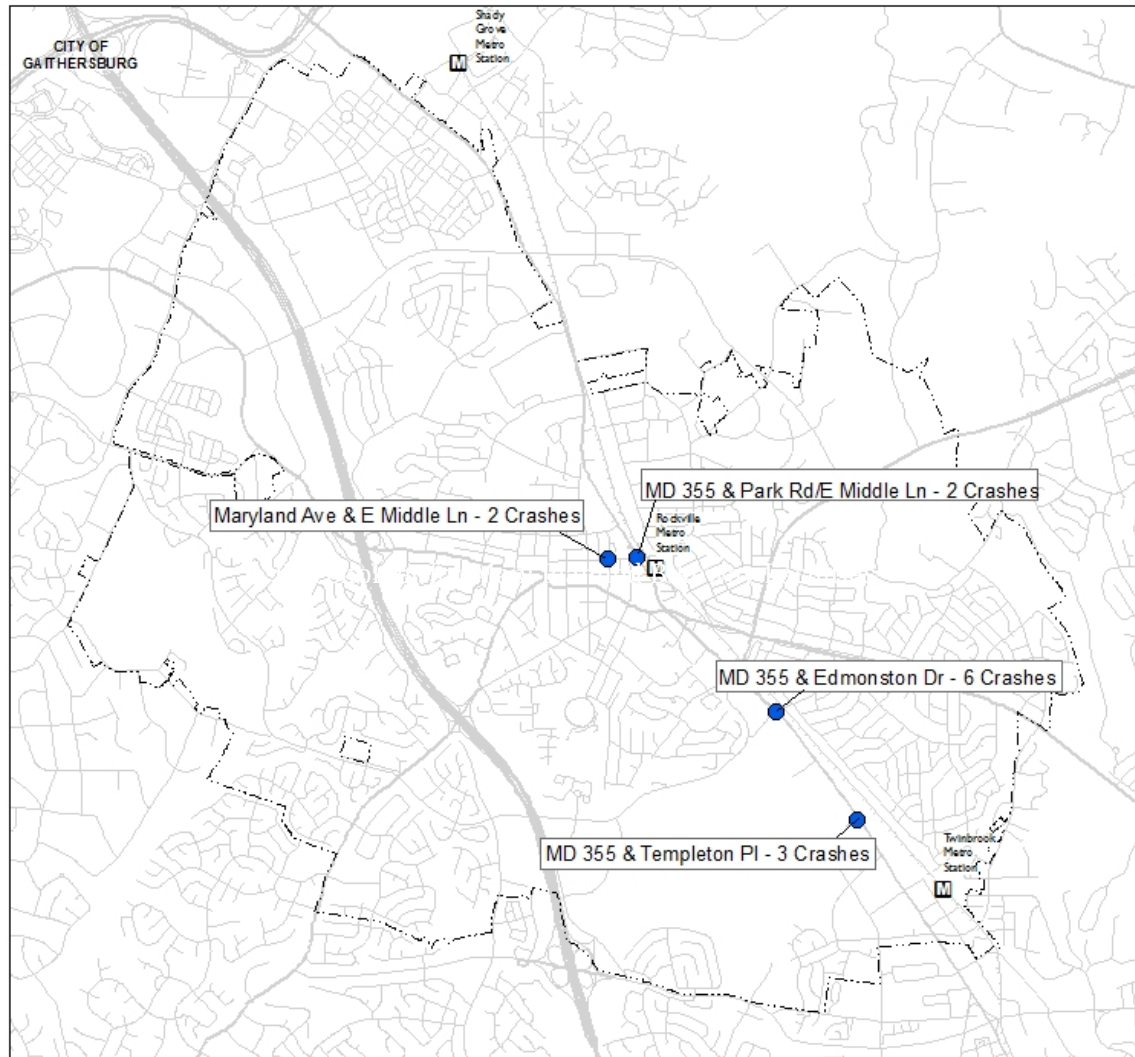 Shady
Grove
Metro
Station
M
CITY OF
GAITHERSBURG
MD 355 & Park Rd/E Middle Ln - 2 Crashes
Maryland Ave & E Middle Ln - 2 Crashes
Rockville
Metro
Station
M
MD 355 & Edmonston Dr - 6 Crashes
MD 355 & Templeton Pl - 3 Crashes
Twinbrook
Metro
Station
M